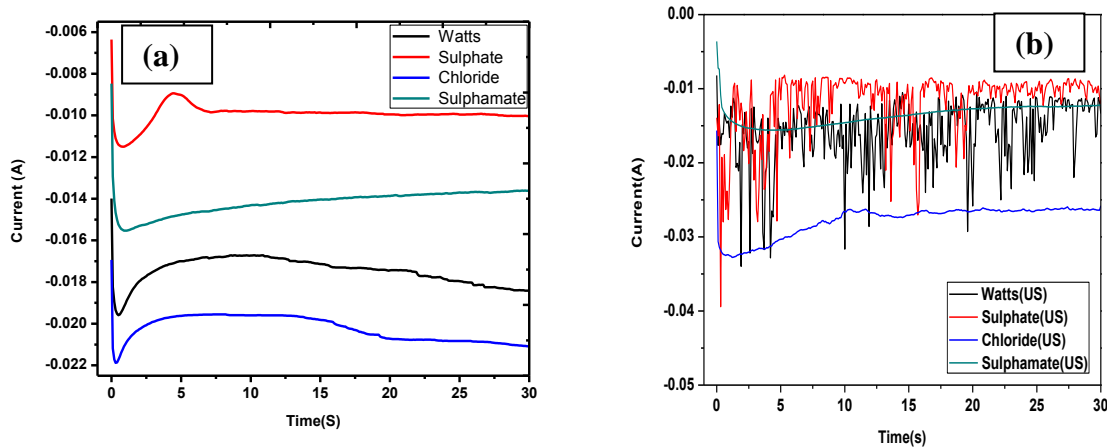 (a)
Watts
Sulphate
Chloride
Sulphamate
-0.006
-0.008
-0.010
-0.012
-0.014
-0.016
-0.018
-0.020
-0.022
Current (A)
0 5 10 15 20 25 30
Time(S)
(b)
0.00
-0.01
-0.02
-0.03
-0.04
-0.05
Current(A)
Watts(US)
Sulphate(US)
Chloride(US)
Sulphamate(US)
0 5 10 15 20 25 30
Time(s)